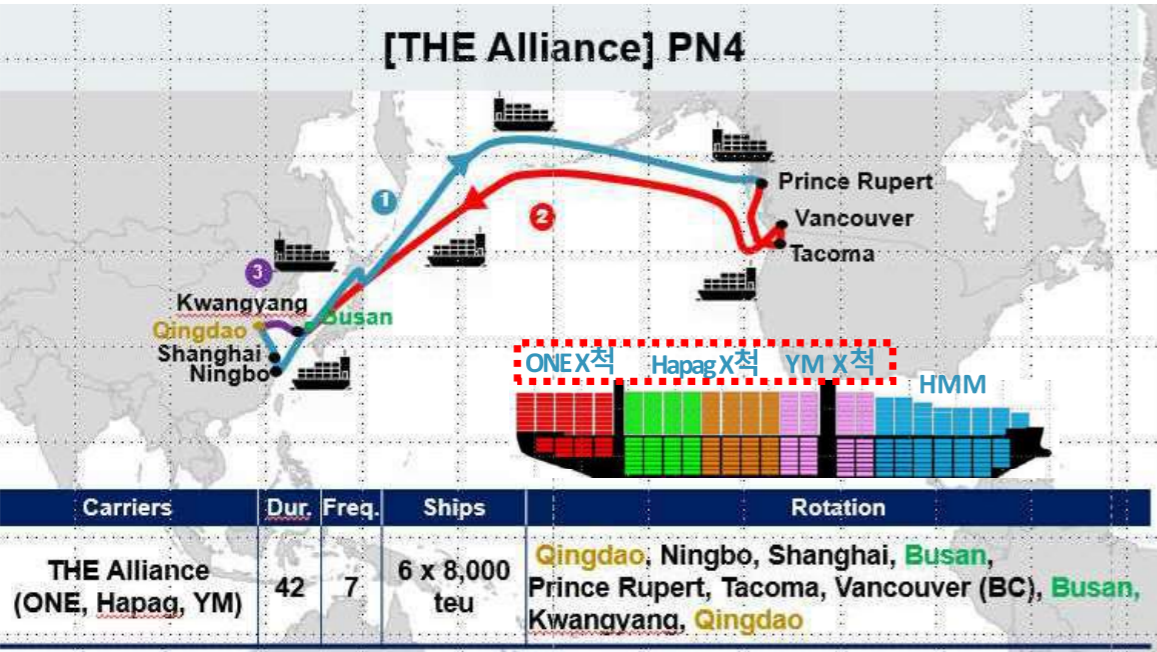 [THE Alliance] PN4
1
Prince Rupert
2
Vancouver
Tacoma
3
Kwangyang
Busan
Qingdao
Shanghai
Ningbo
ONE X척 Hapag X척 YM X척
HMM
Carriers Dur. Freq. Ships Rotation
THE Alliance
(ONE, Hapag, YM)
42
7
6 x 8,000
teu
Qingdao, Ningbo, Shanghai, Busan,
Prince Rupert, Tacoma, Vancouver (BC), Busan,
Kwangyang, Qingdao